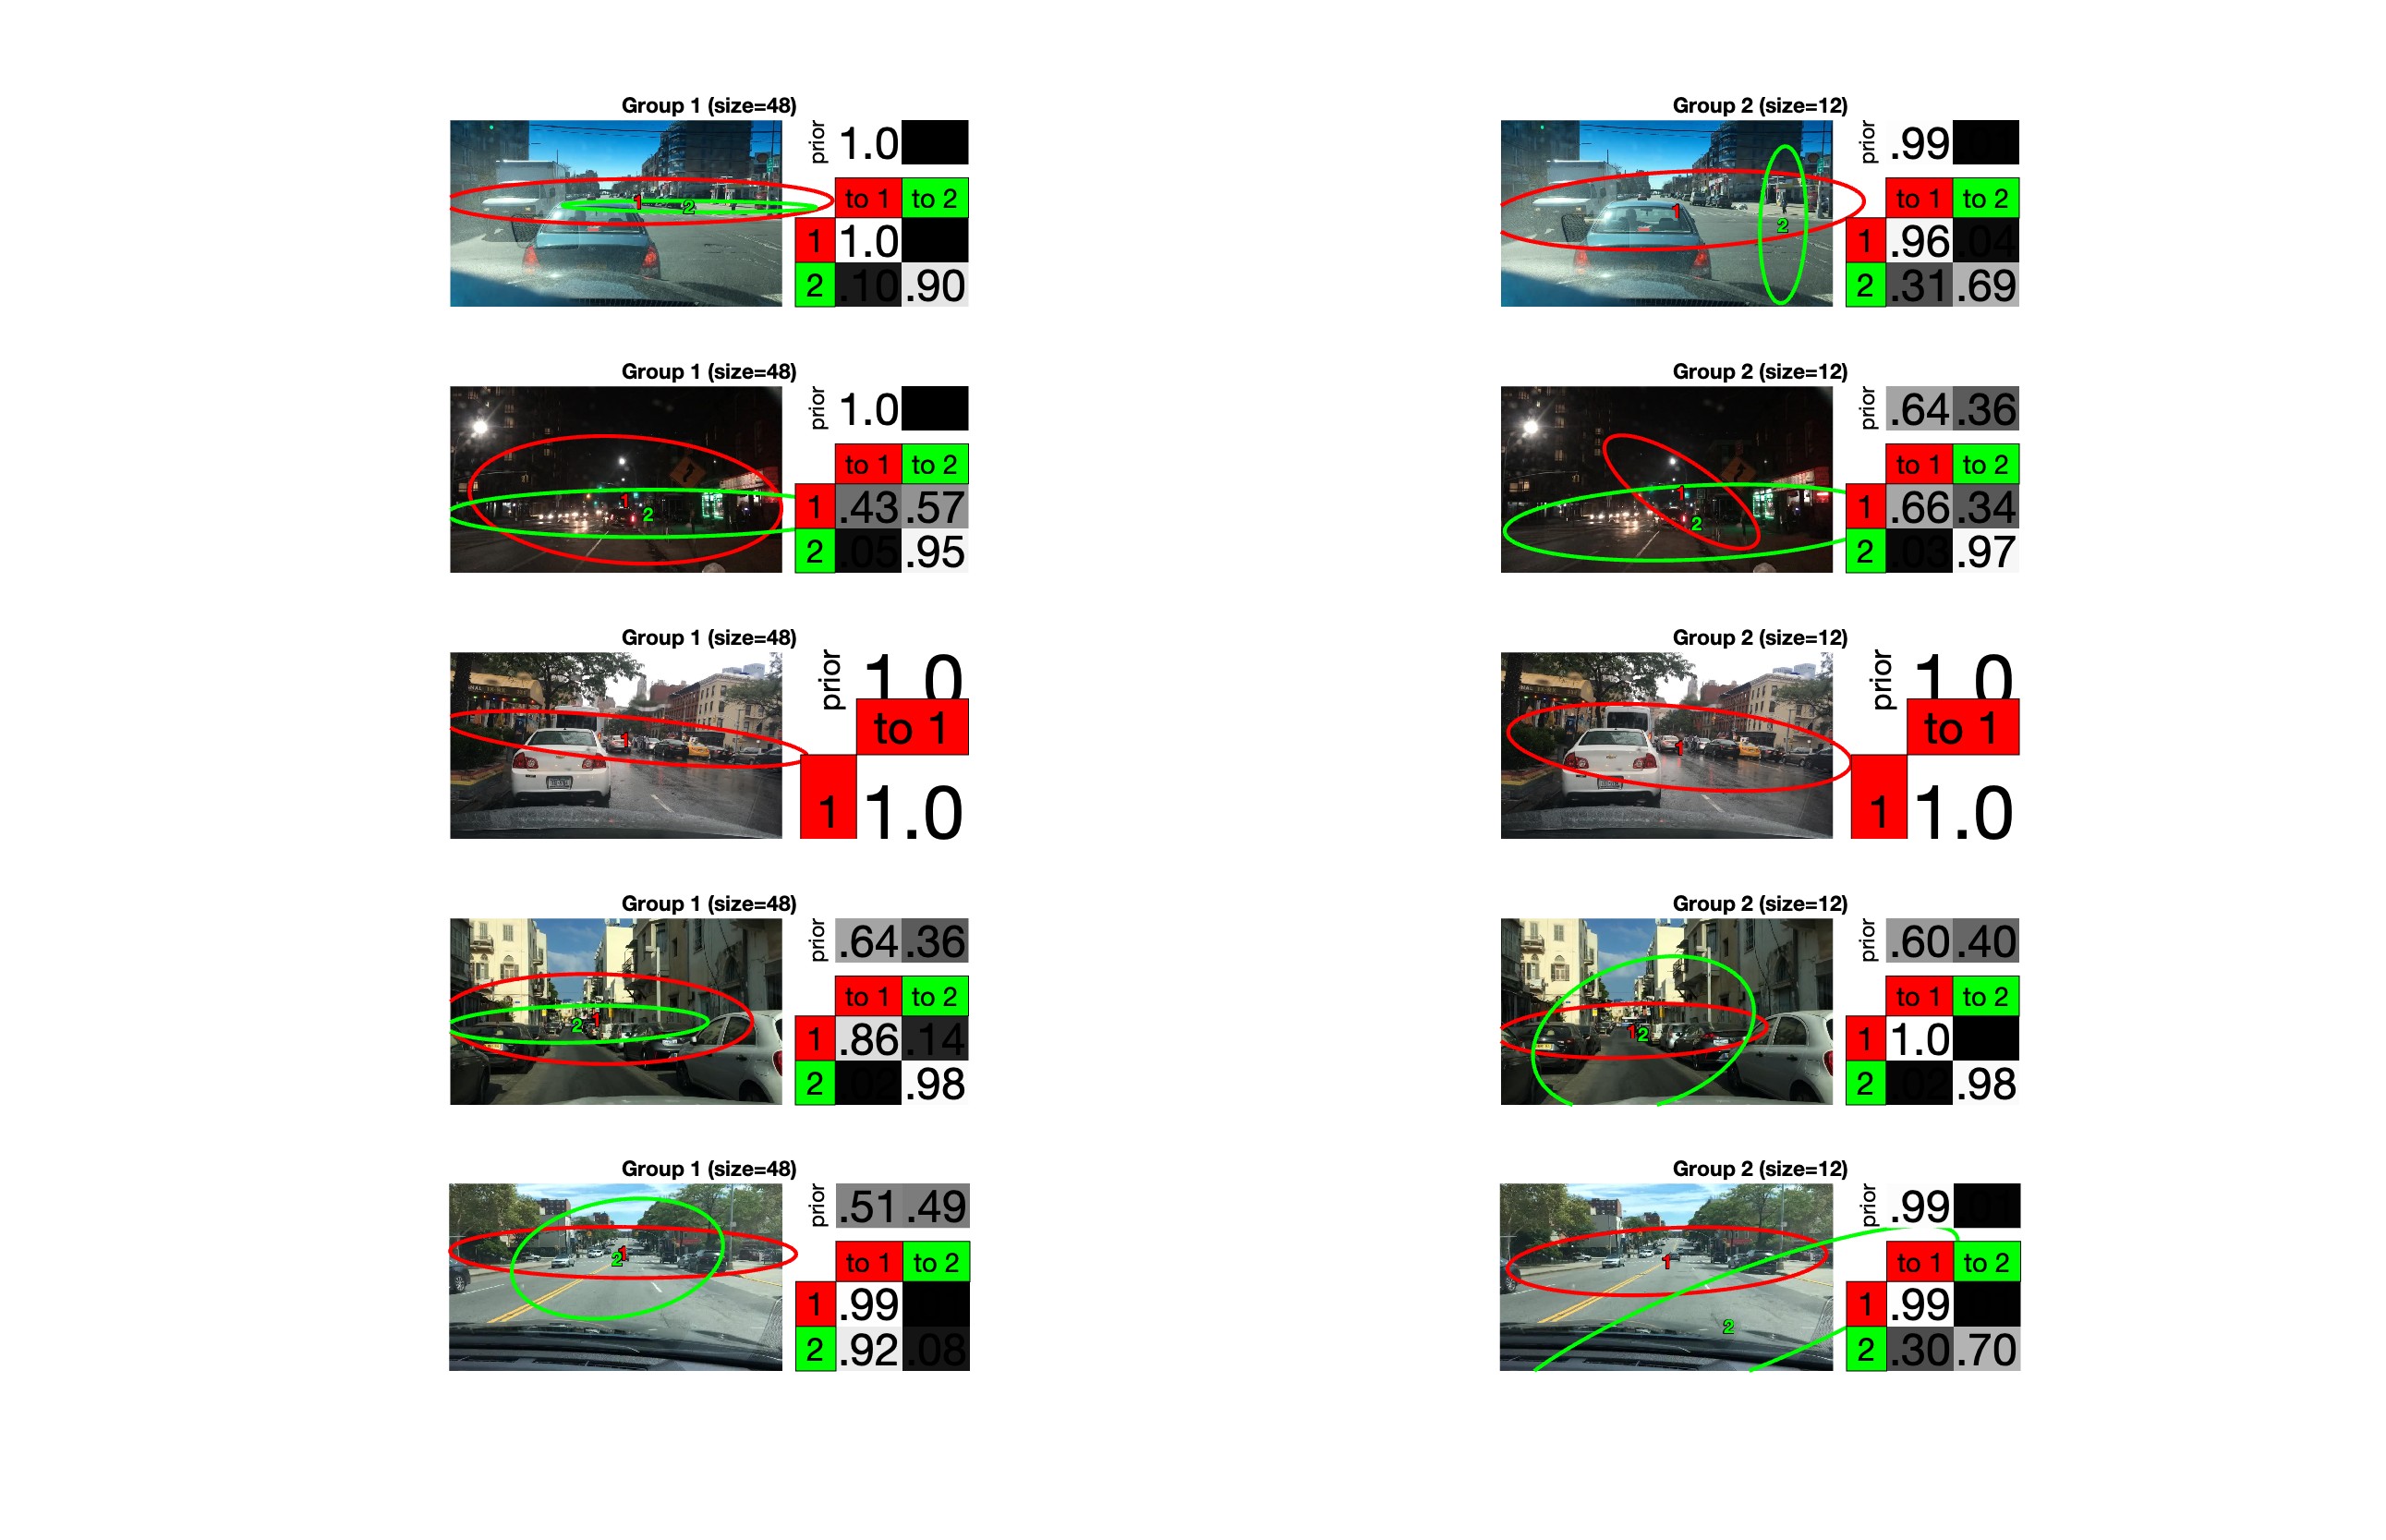 Group 1 (size=48)
prior 1.0
to 1 to 2
1 1.0
2 .10 .90
Group 2 (size=12)
prior .99
to 1 to 2
1 .96 .04
2 .31 .69
Group 1 (size=48)
prior 1.0
to 1 to 2
1 .43 .57
2 .05 .95
Group 2 (size=12)
prior .64 .36
to 1 to 2
1 .66 .34
2 .03 .97
Group 1 (size=48)
prior 1.0
to 1
1 1.0
Group 2 (size=12)
prior 1.0
to 1
1 1.0
Group 1 (size=48)
prior .64 .36
to 1 to 2
1 .86 .14
2 .02 .98
Group 2 (size=12)
prior .60 .40
to 1 to 2
1 1.0
2 .02 .98
Group 1 (size=48)
prior .51 .49
to 1 to 2
1 .99
2 .92 .08
Group 2 (size=12)
prior .99 .01
to 1 to 2
1 .99
2 .30 .70
1 2
1 2
1 2
1 2
1
1
1 2
1 2
1 2
1 2